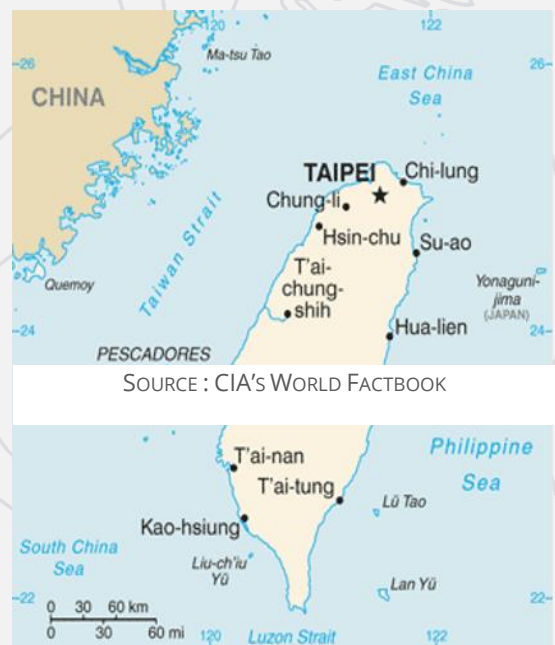 120
122
Ma-tsu Tao
26
26
East China
Sea
CHINA
TAIPEI
Chi-lung
Chung-li
Hsin-chu
Su-ao
Taiwan Strait
T'ai-
chung-
shih
Quemoy
Yonaguni-
jima
(JAPAN)
24
24
Hua-lien
PESCADORES
SOURCE : CIA'S WORLD FACTBOOK
T'ai-nan
Philippine
Sea
T'ai-tung
Lü Tao
Kao-hsiung
South China
Sea
Liu-ch'iu
Yü
Lan Yü
22
22
0 30 60 km
0 30 60 mi
120
Luzon Strait
122